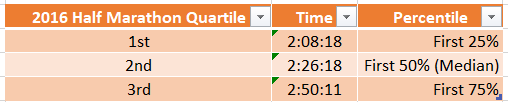 2016 Half Marathon Quartile Time Percentile
1st 2:08:18 First 25%
2nd 2:26:18 First 50% (Median)
3rd 2:50:11 First 75%